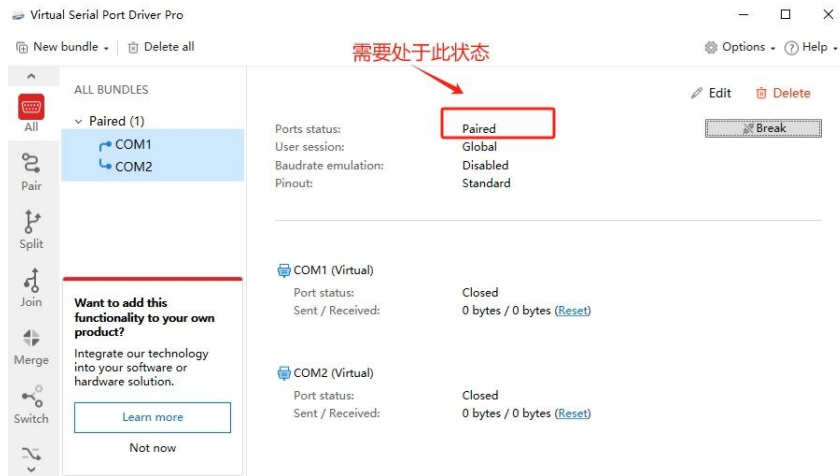 Virtual Serial Port Driver Pro
New bundle
Delete all
需要处于此状态
Options
Help
All
Pair
Split
Join
Merge
Switch
ALL BUNDLES
Paired (1)
COM1
COM2
Want to add this
functionality to your own
product?
Integrate our technology
into your software or
hardware solution.
Learn more
Not now
Edit
Delete
Ports status: Paired
Break
User session: Global
Baudrate emulation: Disabled
Pinout: Standard
COM1 (Virtual)
Port status: Closed
Sent / Received: 0 bytes / 0 bytes (Reset)
COM2 (Virtual)
Port status: Closed
Sent / Received: 0 bytes / 0 bytes (Reset)